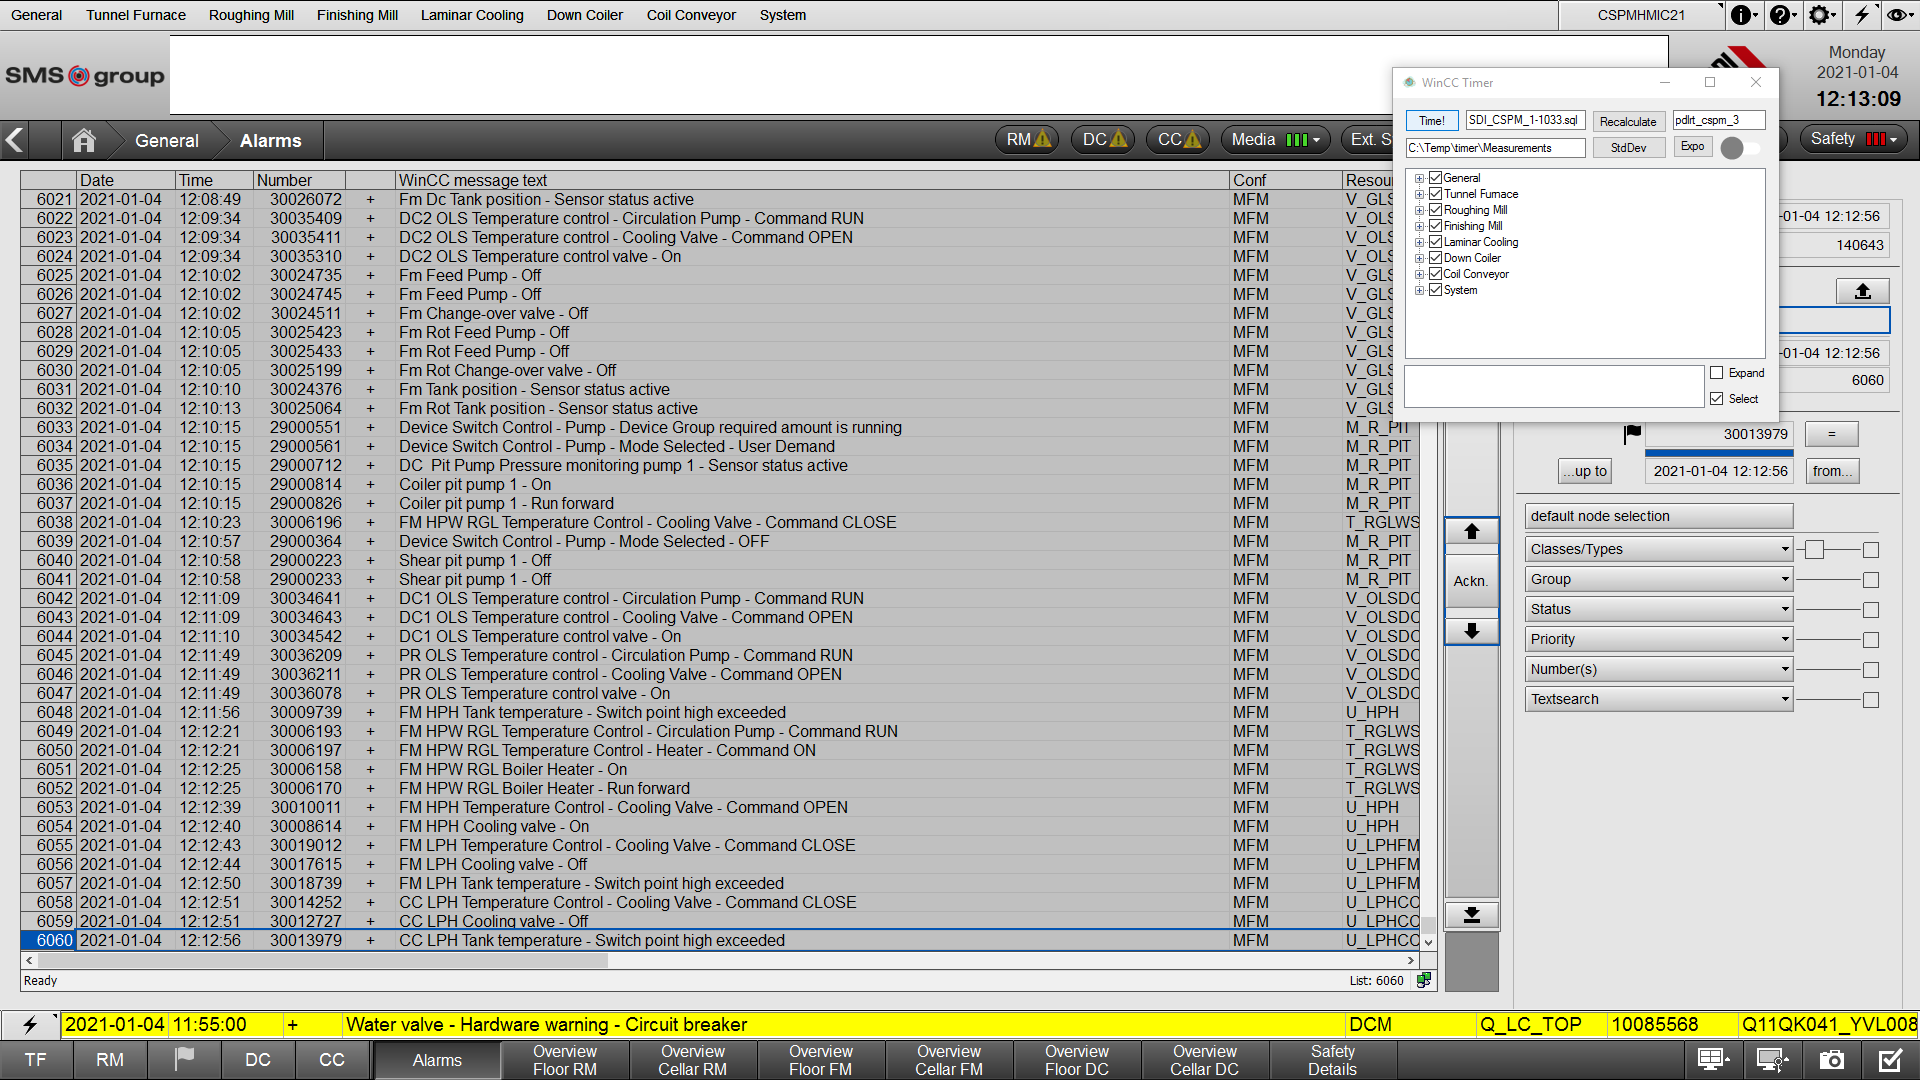 General Tunnel Furnace Roughing Mill Finishing Mill Laminar Cooling Down Coiler Coil Conveyor System CSPMHMIC21
SMS group
Monday
2021-01-04
12:13:09
General Alarms RM DC CC Media Ext. S Safety
WinCC Timer
Time! SDI_CSPM_1-1033.sql Recalculate pdlrt_cspm_3
C:\Temp\timer\Measurements StdDev Expo
General
Tunnel Furnace
Roughing Mill
Finishing Mill
Laminar Cooling
Down Coiler
Coil Conveyor
System
Expand
Select
Date Time Number WinCC message text Conf Resou
6021 2021-01-04 12:08:49 30026072 + Fm Dc Tank position - Sensor status active MFM V_GLS
6022 2021-01-04 12:09:34 30035409 + DC2 OLS Temperature control - Circulation Pump - Command RUN MFM V_OLS
6023 2021-01-04 12:09:34 30035411 + DC2 OLS Temperature control - Cooling Valve - Command OPEN MFM V_OLS
6024 2021-01-04 12:09:34 30035310 + DC2 OLS Temperature control valve - On MFM V_OLS
6025 2021-01-04 12:10:02 30024735 + Fm Feed Pump - Off MFM V_GLS
6026 2021-01-04 12:10:02 30024745 + Fm Feed Pump - Off MFM V_GLS
6027 2021-01-04 12:10:02 30024511 + Fm Change-over valve - Off MFM V_GLS
6028 2021-01-04 12:10:05 30025423 + Fm Rot Feed Pump - Off MFM V_GLS
6029 2021-01-04 12:10:05 30025433 + Fm Rot Feed Pump - Off MFM V_GLS
6030 2021-01-04 12:10:05 30025199 + Fm Rot Change-over valve - Off MFM V_GLS
6031 2021-01-04 12:10:10 30024376 + Fm Tank position - Sensor status active MFM V_GLS
6032 2021-01-04 12:10:13 30025064 + Fm Rot Tank position - Sensor status active MFM V_GLS
6033 2021-01-04 12:10:15 29000551 + Device Switch Control - Pump - Device Group required amount is running MFM M_R_PIT
6034 2021-01-04 12:10:15 29000561 + Device Switch Control - Pump - Mode Selected - User Demand MFM M_R_PIT
6035 2021-01-04 12:10:15 29000712 + DC  Pit Pump Pressure monitoring pump 1 - Sensor status active MFM M_R_PIT
6036 2021-01-04 12:10:15 29000814 + Coiler pit pump 1 - On MFM M_R_PIT
6037 2021-01-04 12:10:15 29000826 + Coiler pit pump 1 - Run forward MFM M_R_PIT
6038 2021-01-04 12:10:23 30006196 + FM HPW RGL Temperature Control - Cooling Valve - Command CLOSE MFM T_RGLWS
6039 2021-01-04 12:10:57 29000364 + Device Switch Control - Pump - Mode Selected - OFF MFM M_R_PIT
6040 2021-01-04 12:10:58 29000223 + Shear pit pump 1 - Off MFM M_R_PIT
6041 2021-01-04 12:10:58 29000233 + Shear pit pump 1 - Off MFM M_R_PIT
6042 2021-01-04 12:11:09 30034641 + DC1 OLS Temperature control - Circulation Pump - Command RUN MFM V_OLSDC
6043 2021-01-04 12:11:09 30034643 + DC1 OLS Temperature control - Cooling Valve - Command OPEN MFM V_OLSDC
6044 2021-01-04 12:11:10 30034542 + DC1 OLS Temperature control valve - On MFM V_OLSDC
6045 2021-01-04 12:11:49 30036209 + PR OLS Temperature control - Circulation Pump - Command RUN MFM V_OLSDC
6046 2021-01-04 12:11:49 30036211 + PR OLS Temperature control - Cooling Valve - Command OPEN MFM V_OLSDC
6047 2021-01-04 12:11:49 30036078 + PR OLS Temperature control valve - On MFM V_OLSDC
6048 2021-01-04 12:11:56 30009739 + FM HPH Tank temperature - Switch point high exceeded MFM U_HPH
6049 2021-01-04 12:12:21 30006193 + FM HPW RGL Temperature Control - Circulation Pump - Command RUN MFM T_RGLWS
6050 2021-01-04 12:12:21 30006197 + FM HPW RGL Temperature Control - Heater - Command ON MFM T_RGLWS
6051 2021-01-04 12:12:25 30006158 + FM HPW RGL Boiler Heater - On MFM T_RGLWS
6052 2021-01-04 12:12:25 30006170 + FM HPW RGL Boiler Heater - Run forward MFM T_RGLWS
6053 2021-01-04 12:12:39 30010011 + FM HPH Temperature Control - Cooling Valve - Command OPEN MFM U_HPH
6054 2021-01-04 12:12:40 30008614 + FM HPH Cooling valve - On MFM U_HPH
6055 2021-01-04 12:12:43 30019012 + FM LPH Temperature Control - Cooling Valve - Command CLOSE MFM U_LPHFM
6056 2021-01-04 12:12:44 30017615 + FM LPH Cooling valve - Off MFM U_LPHFM
6057 2021-01-04 12:12:50 30018739 + FM LPH Tank temperature - Switch point high exceeded MFM U_LPHFM
6058 2021-01-04 12:12:51 30014252 + CC LPH Temperature Control - Cooling Valve - Command CLOSE MFM U_LPHCC
6059 2021-01-04 12:12:51 30012727 + CC LPH Cooling valve - Off MFM U_LPHCC
6060 2021-01-04 12:12:56 30013979 + CC LPH Tank temperature - Switch point high exceeded MFM U_LPHCC
Ready List: 6060
Ackn.
-01-04 12:12:56
140643
-01-04 12:12:56
6060
30013979 =
...up to 2021-01-04 12:12:56 from...
default node selection
Classes/Types
Group
Status
Priority
Number(s)
Textsearch
2021-01-04 11:55:00 + Water valve - Hardware warning - Circuit breaker DCM Q_LC_TOP 10085568 Q11QK041_YVL008
TF RM DC CC Alarms Overview Floor RM Overview Cellar RM Overview Floor FM Overview Cellar FM Overview Floor DC Overview Cellar DC Safety Details